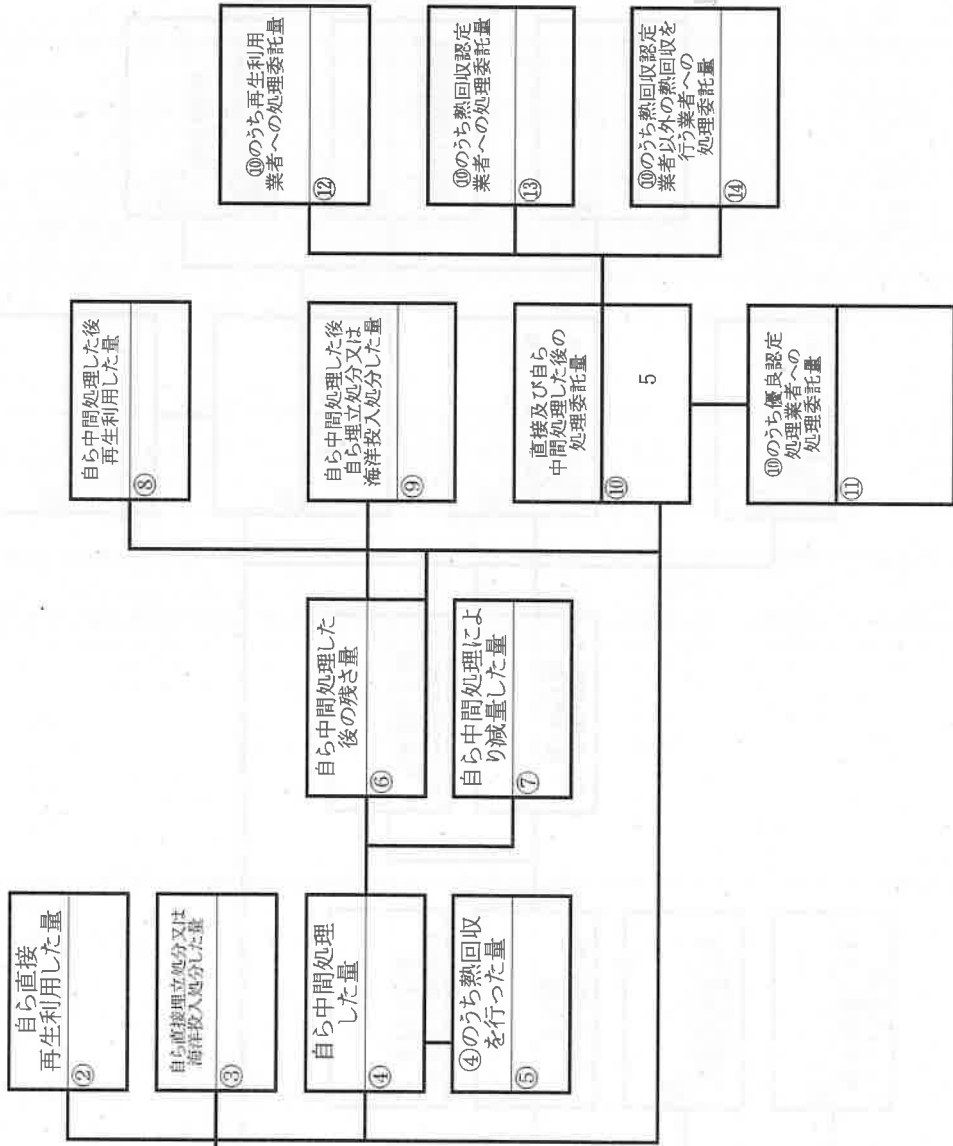 自ら直接
再生利用した量
②
自ら直接埋立処分又は
海洋投入処分した量
③
自ら中間処理
した量
④
④のうち熱回収
を行った量
⑤
自ら中間処理した
後の残さ量
⑥
自ら中間処理によ
り減量した量
⑦
自ら中間処理した後
再生利用した量
⑧
自ら中間処理した後
自ら埋立処分又は
海洋投入処分した量
⑨
直接及び自ら
中間処理した後の
処理委託量
⑩
5
⑩のうち優良認定
処理業者への
処理委託量
⑪
⑩のうち再生利用
業者への処理委託量
⑫
⑩のうち熱回収認定
業者への処理委託量
⑬
⑩のうち熱回収認定
業者以外の熱回収を
行う業者への
処理委託量
⑭